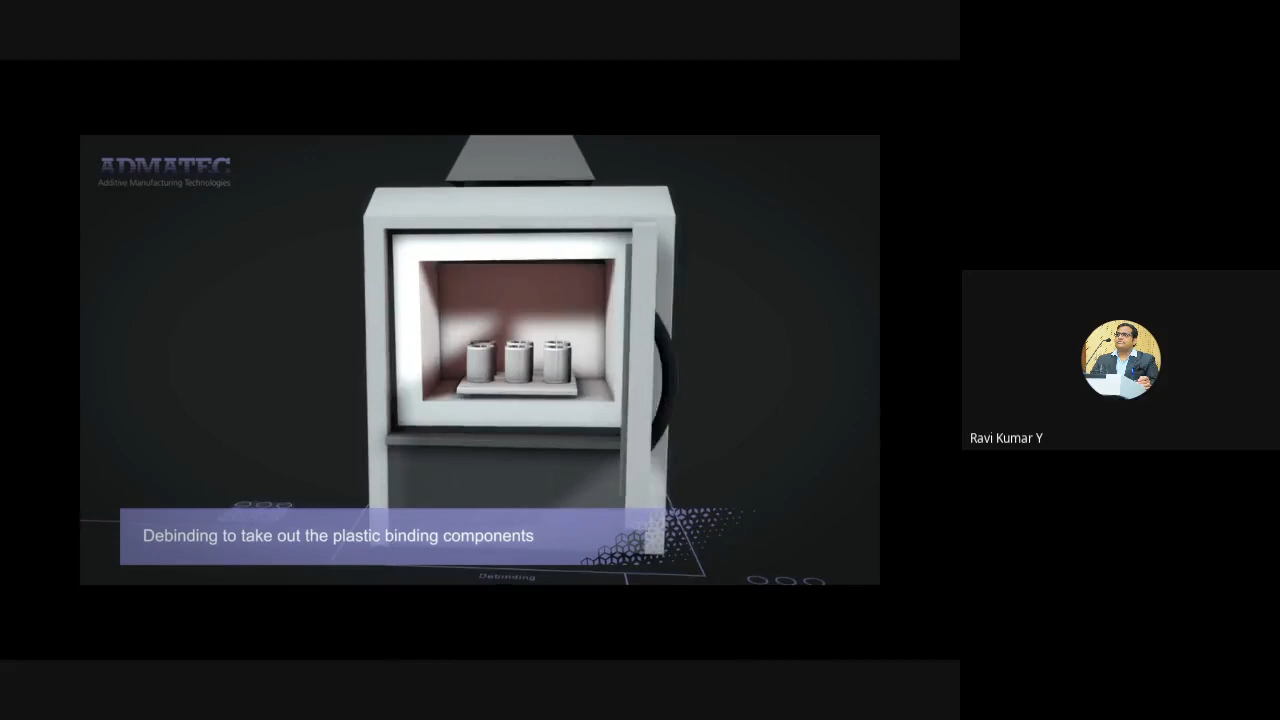 ADMATEC
Additive Manufacturing Technologies
Debinding to take out the plastic binding components
Debinding
Ravi Kumar Y